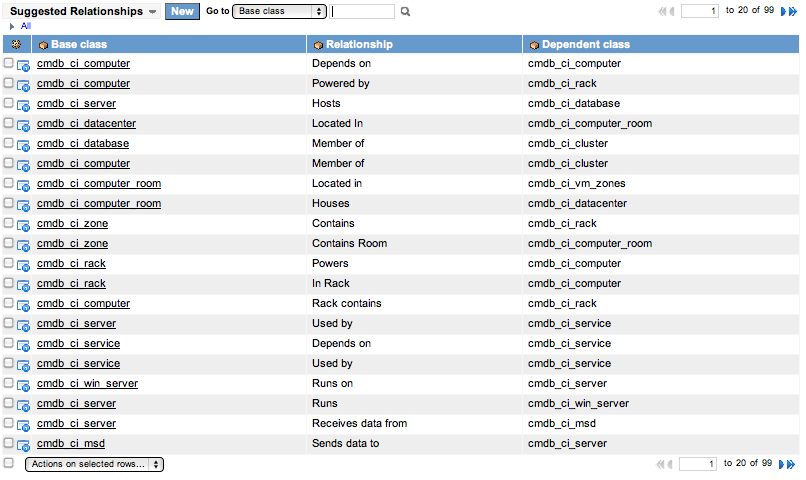 Suggested Relationships New Go to Base class 1 to 20 of 99
All
Base class Relationship Dependent class
cmdb_ci_computer Depends on cmdb_ci_computer
cmdb_ci_computer Powered by cmdb_ci_rack
cmdb_ci_server Hosts cmdb_ci_database
cmdb_ci_datacenter Located In cmdb_ci_computer_room
cmdb_ci_database Member of cmdb_ci_cluster
cmdb_ci_computer Member of cmdb_ci_cluster
cmdb_ci_computer_room Located in cmdb_ci_vm_zones
cmdb_ci_computer_room Houses cmdb_ci_datacenter
cmdb_ci_zone Contains cmdb_ci_rack
cmdb_ci_zone Contains Room cmdb_ci_computer_room
cmdb_ci_rack Powers cmdb_ci_computer
cmdb_ci_rack In Rack cmdb_ci_computer
cmdb_ci_computer Rack contains cmdb_ci_rack
cmdb_ci_server Used by cmdb_ci_service
cmdb_ci_service Depends on cmdb_ci_service
cmdb_ci_service Used by cmdb_ci_service
cmdb_ci_win_server Runs on cmdb_ci_server
cmdb_ci_server Runs cmdb_ci_win_server
cmdb_ci_server Receives data from cmdb_ci_msd
cmdb_ci_msd Sends data to cmdb_ci_server
Actions on selected rows... 1 to 20 of 99